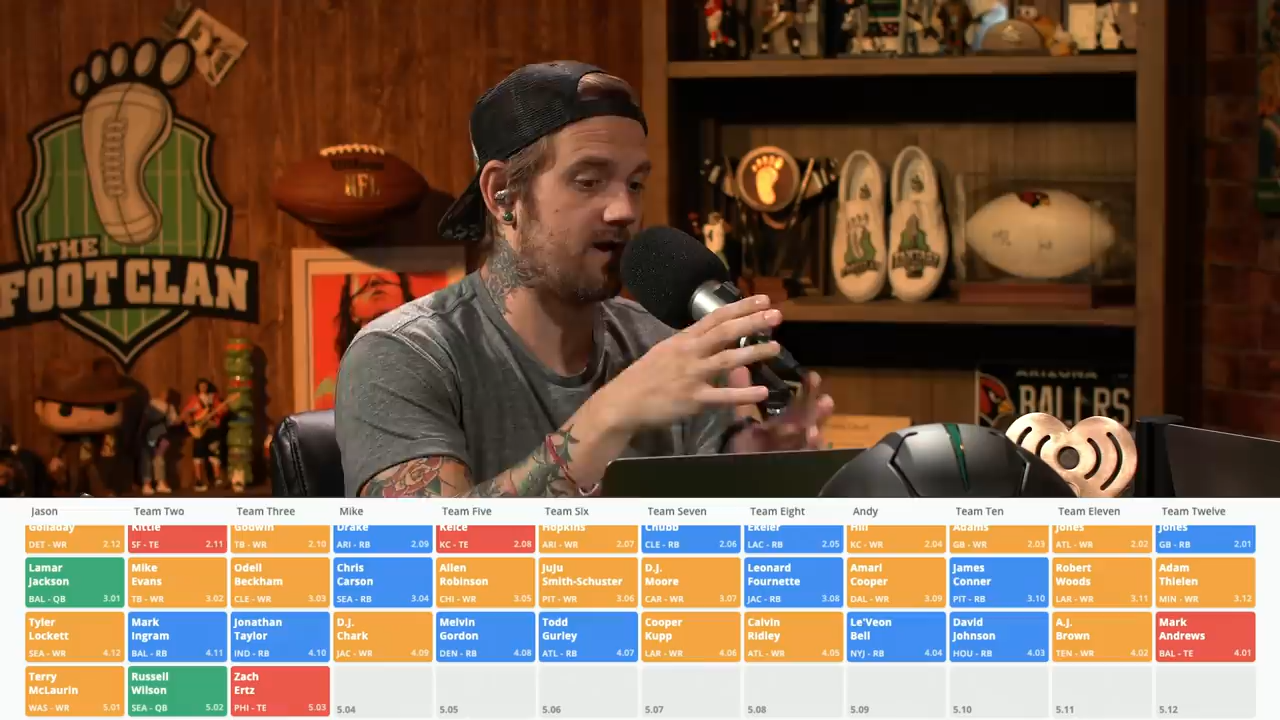 THE
FOOT CLAN
NFL
ARIZONA
BALLRS
Jason Team Two Team Three Mike Team Five Team Six Team Seven Team Eight Andy Team Ten Team Eleven Team Twelve
Golladay Kittle Godwin Drake Kelce Hopkins Chubb Ekeler Hill Adams Jones Jones
DET - WR 2.12 SF - TE 2.11 TB - WR 2.10 ARI - RB 2.09 KC - TE 2.08 ARI - WR 2.07 CLE - RB 2.06 LAC - RB 2.05 KC - WR 2.04 GB - WR 2.03 ATL - WR 2.02 GB - RB 2.01
Lamar Mike Odell Chris Allen JuJu D.J. Leonard Amari James Robert Adam
Jackson Evans Beckham Carson Robinson Smith-Schuster Moore Fournette Cooper Conner Woods Thielen
BAL - QB 3.01 TB - WR 3.02 CLE - WR 3.03 SEA - RB 3.04 CHI - WR 3.05 PIT - WR 3.06 CAR - WR 3.07 JAC - RB 3.08 DAL - WR 3.09 PIT - RB 3.10 LAR - WR 3.11 MIN - WR 3.12
Tyler Mark Jonathan D.J. Melvin Todd Cooper Calvin Le'Veon David A.J. Mark
Lockett Ingram Taylor Chark Gordon Gurley Kupp Ridley Bell Johnson Brown Andrews
SEA - WR 4.12 BAL - RB 4.11 IND - RB 4.10 JAC - WR 4.09 DEN - RB 4.08 ATL - RB 4.07 LAR - WR 4.06 ATL - WR 4.05 NYJ - RB 4.04 HOU - RB 4.03 TEN - WR 4.02 BAL - TE 4.01
Terry Russell Zach
McLaurin Wilson Ertz
WAS - WR 5.01 SEA - QB 5.02 PHI - TE 5.03 5.04 5.05 5.06 5.07 5.08 5.09 5.10 5.11 5.12